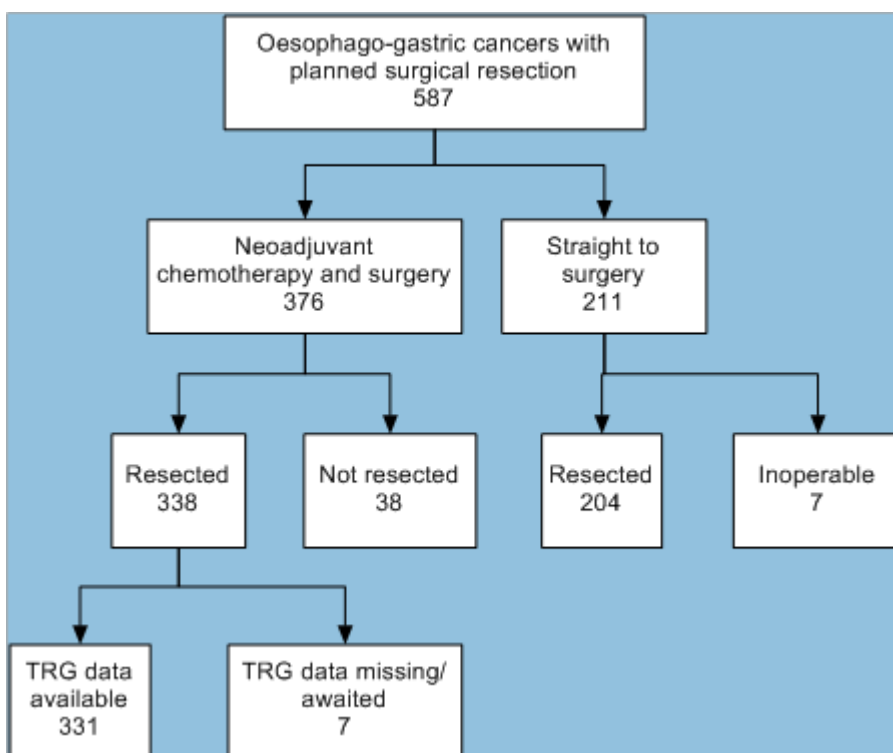 Oesophago-gastric cancers with
planned surgical resection
587
Neoadjuvant
chemotherapy and surgery
376
Straight to
surgery
211
Resected
338
Not resected
38
Resected
204
Inoperable
7
TRG data
available
331
TRG data missing/
awaited
7